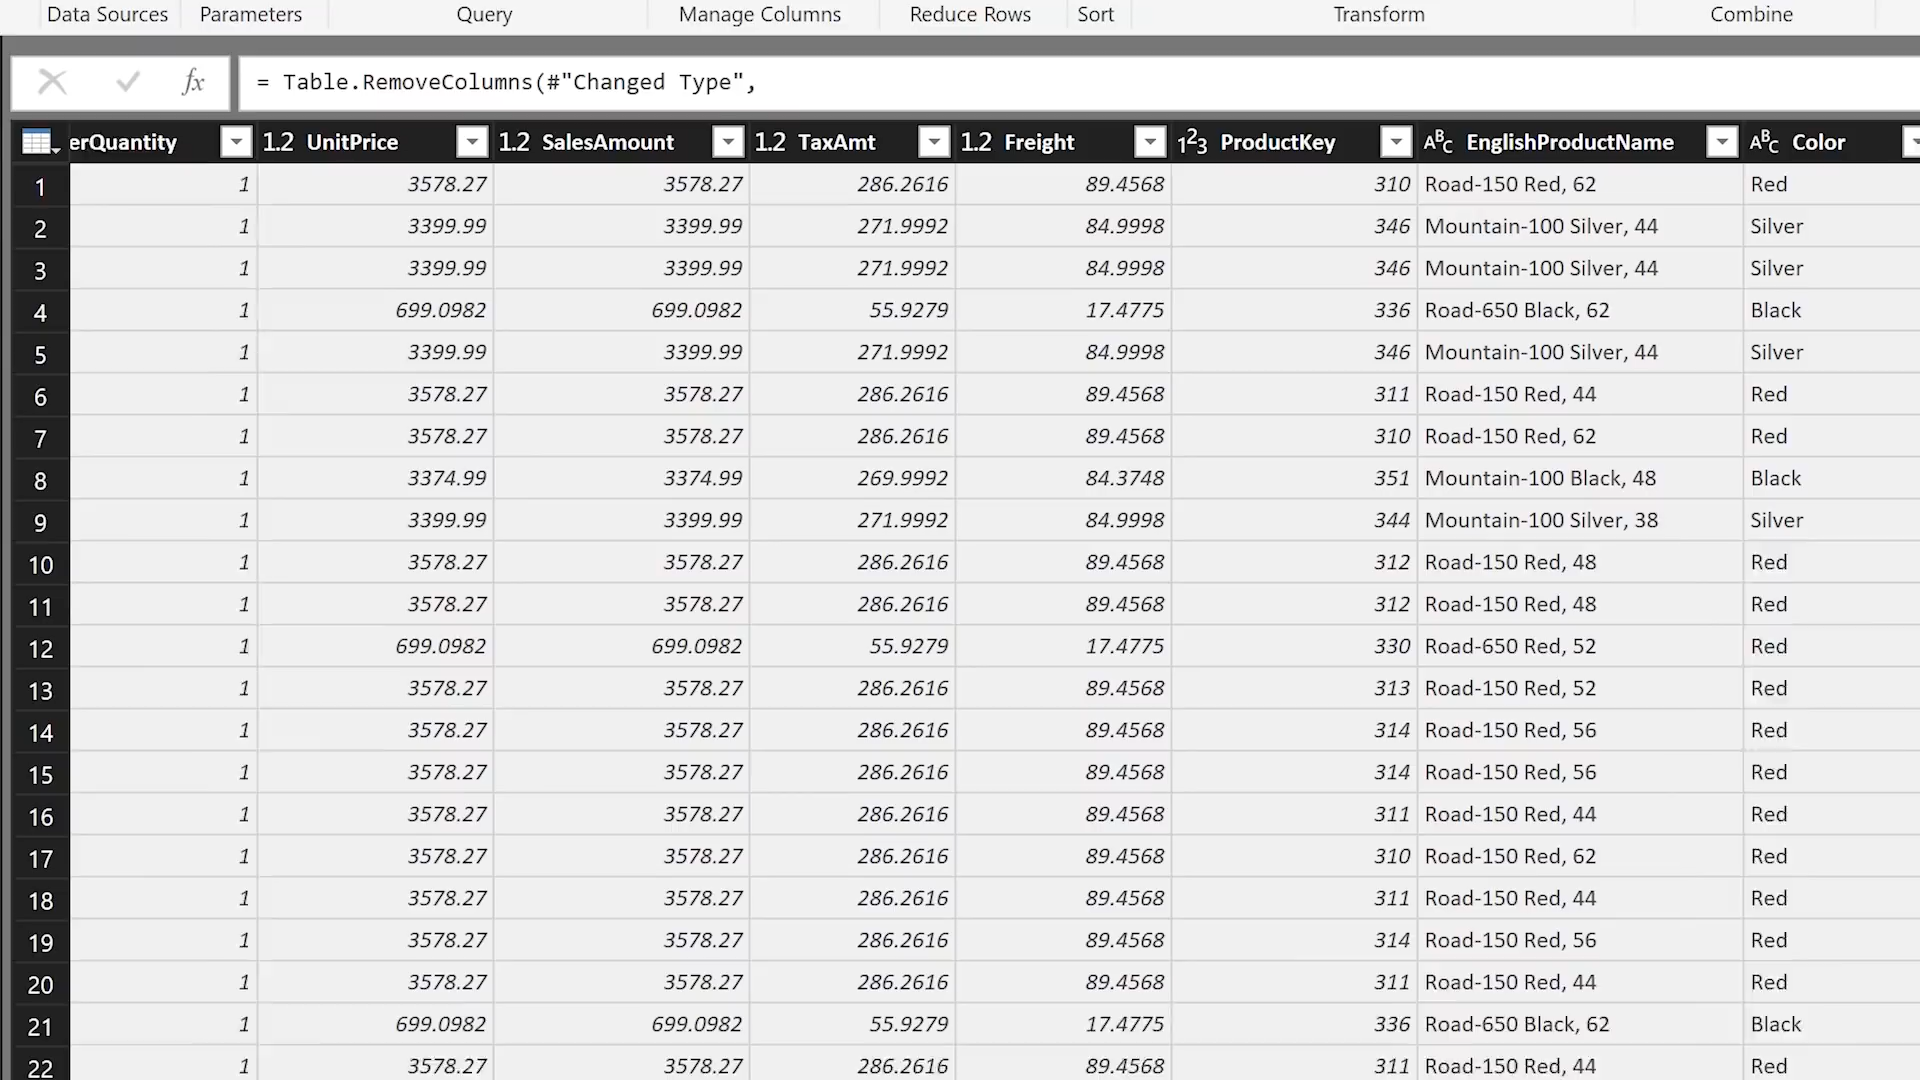 Data Sources Parameters Query Manage Columns Reduce Rows Sort Transform Combine
fx = Table.RemoveColumns(#"Changed Type",
erQuantity 1.2 UnitPrice 1.2 SalesAmount 1.2 TaxAmt 1.2 Freight 123 ProductKey ABC EnglishProductName ABC Color
1 1 3578.27 3578.27 286.2616 89.4568 310 Road-150 Red, 62 Red
2 1 3399.99 3399.99 271.9992 84.9998 346 Mountain-100 Silver, 44 Silver
3 1 3399.99 3399.99 271.9992 84.9998 346 Mountain-100 Silver, 44 Silver
4 1 699.0982 699.0982 55.9279 17.4775 336 Road-650 Black, 62 Black
5 1 3399.99 3399.99 271.9992 84.9998 346 Mountain-100 Silver, 44 Silver
6 1 3578.27 3578.27 286.2616 89.4568 311 Road-150 Red, 44 Red
7 1 3578.27 3578.27 286.2616 89.4568 310 Road-150 Red, 62 Red
8 1 3374.99 3374.99 269.9992 84.3748 351 Mountain-100 Black, 48 Black
9 1 3399.99 3399.99 271.9992 84.9998 344 Mountain-100 Silver, 38 Silver
10 1 3578.27 3578.27 286.2616 89.4568 312 Road-150 Red, 48 Red
11 1 3578.27 3578.27 286.2616 89.4568 312 Road-150 Red, 48 Red
12 1 699.0982 699.0982 55.9279 17.4775 330 Road-650 Red, 52 Red
13 1 3578.27 3578.27 286.2616 89.4568 313 Road-150 Red, 52 Red
14 1 3578.27 3578.27 286.2616 89.4568 314 Road-150 Red, 56 Red
15 1 3578.27 3578.27 286.2616 89.4568 314 Road-150 Red, 56 Red
16 1 3578.27 3578.27 286.2616 89.4568 311 Road-150 Red, 44 Red
17 1 3578.27 3578.27 286.2616 89.4568 310 Road-150 Red, 62 Red
18 1 3578.27 3578.27 286.2616 89.4568 311 Road-150 Red, 44 Red
19 1 3578.27 3578.27 286.2616 89.4568 314 Road-150 Red, 56 Red
20 1 3578.27 3578.27 286.2616 89.4568 311 Road-150 Red, 44 Red
21 1 699.0982 699.0982 55.9279 17.4775 336 Road-650 Black, 62 Black
22 1 3578.27 3578.27 286.2616 89.4568 311 Road-150 Red, 44 Red